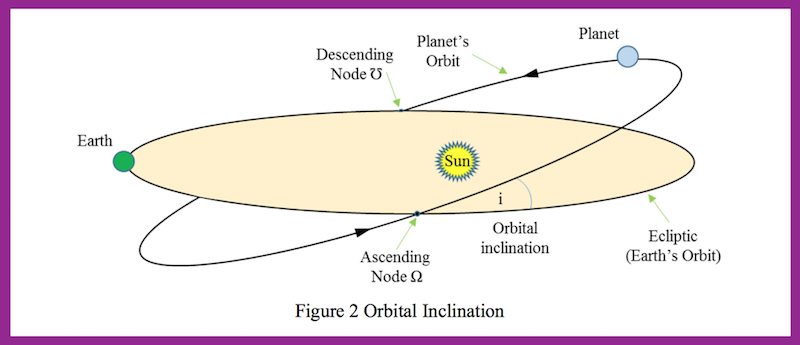 Planet
Planet’s
Orbit
Descending
Node ℧
Earth
Sun
i
Orbital
inclination
Ecliptic
(Earth’s Orbit)
Ascending
Node Ω
Figure 2 Orbital Inclination